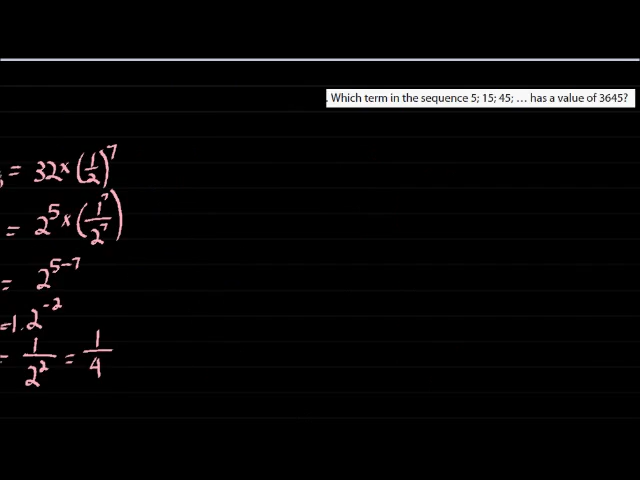 . Which term in the sequence 5; 15; 45; … has a value of 3645?
= 32 × (1/2)^7
= 2^5 × (1^7/2^7)
= 2^(5-7)
=1. 2^-2
= 1/2^2 = 1/4